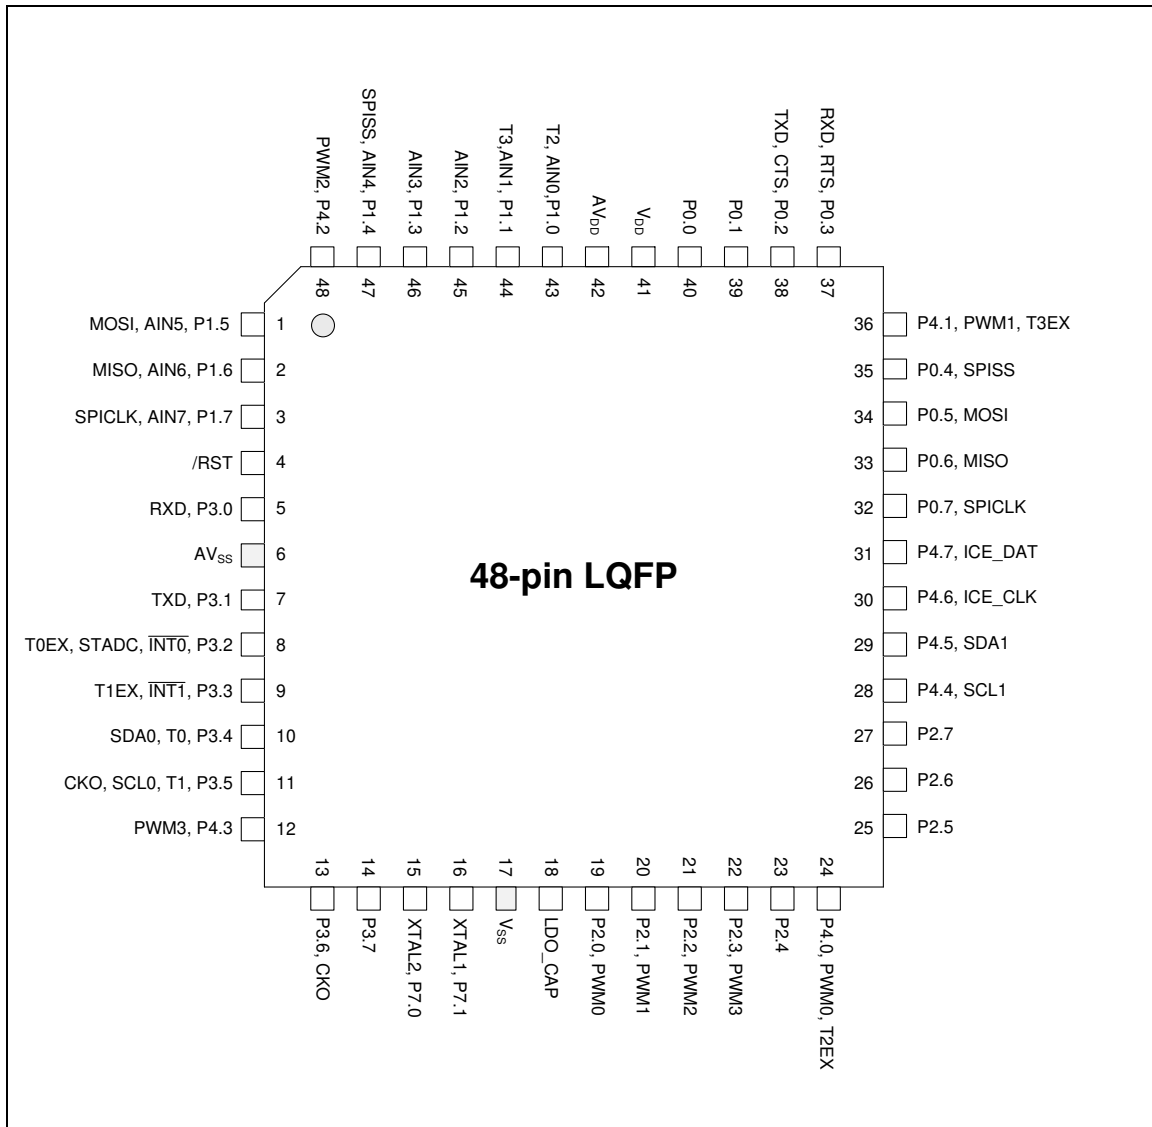 SPISS, AIN4, P1.4
PWM2, P4.2
AIN3, P1.3
AIN2, P1.2
T3,AIN1, P1.1
T2, AIN0,P1.0
AVDD
VDD
P0.0
P0.1
TXD, CTS, P0.2
RXD, RTS, P0.3
48 47 46 45 44 43 42 41 40 39 38 37
MOSI, AIN5, P1.5 1
MISO, AIN6, P1.6 2
SPICLK, AIN7, P1.7 3
/RST 4
RXD, P3.0 5
AVSS 6
TXD, P3.1 7
T0EX, STADC, INT0, P3.2 8
T1EX, INT1, P3.3 9
SDA0, T0, P3.4 10
CKO, SCL0, T1, P3.5 11
PWM3, P4.3 12
48-pin LQFP
36 P4.1, PWM1, T3EX
35 P0.4, SPISS
34 P0.5, MOSI
33 P0.6, MISO
32 P0.7, SPICLK
31 P4.7, ICE_DAT
30 P4.6, ICE_CLK
29 P4.5, SDA1
28 P4.4, SCL1
27 P2.7
26 P2.6
25 P2.5
13 14 15 16 17 18 19 20 21 22 23 24
P3.6, CKO
P3.7
XTAL2, P7.0
XTAL1, P7.1
VSS
LDO_CAP
P2.0, PWM0
P2.1, PWM1
P2.2, PWM2
P2.3, PWM3
P2.4
P4.0, PWM0, T2EX